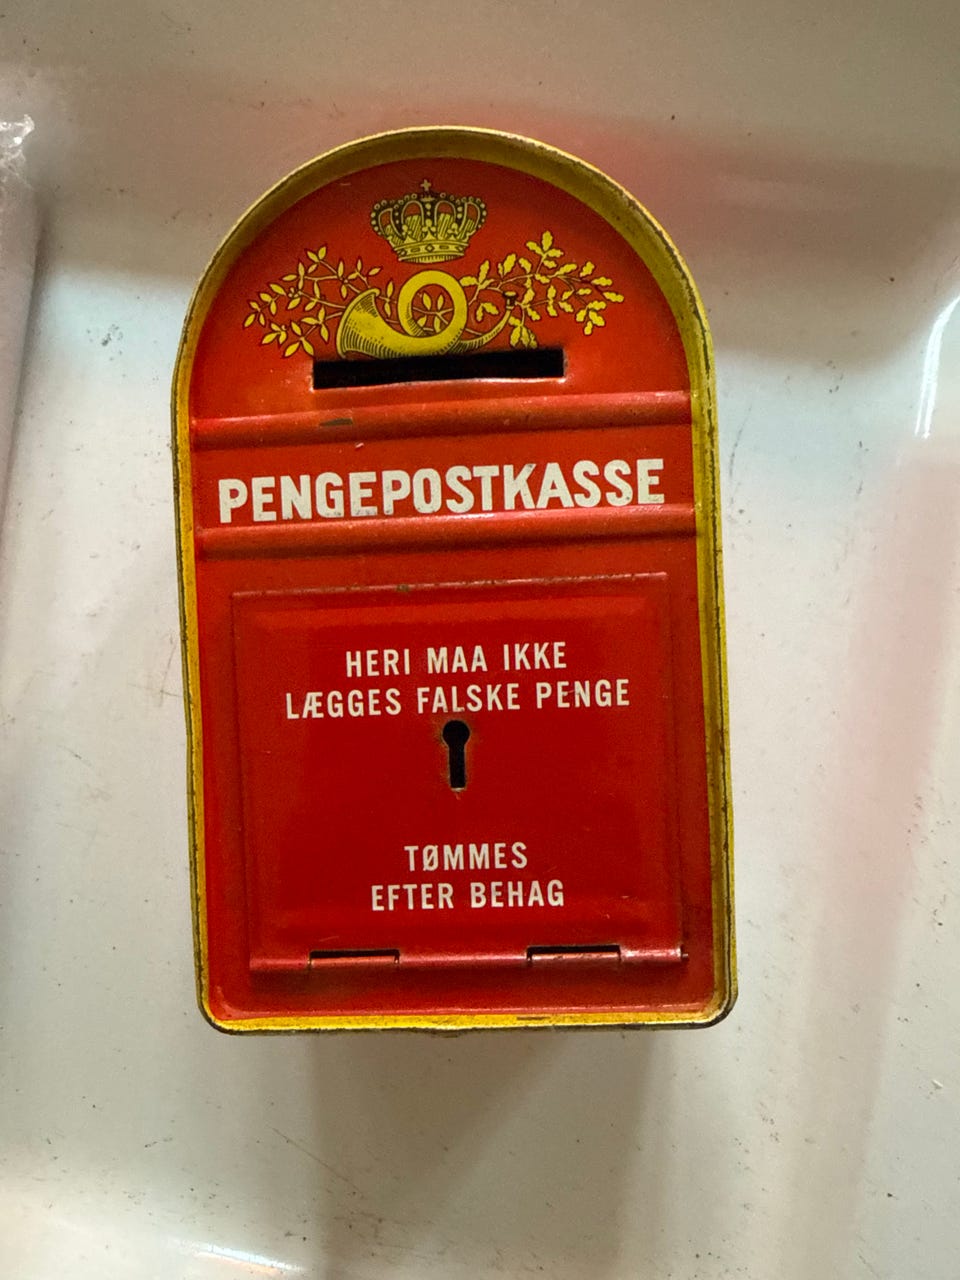 PENGEPOSTKASSE
HERI MAA IKKE
LÆGGES FALSKE PENGE
TØMMES
EFTER BEHAG